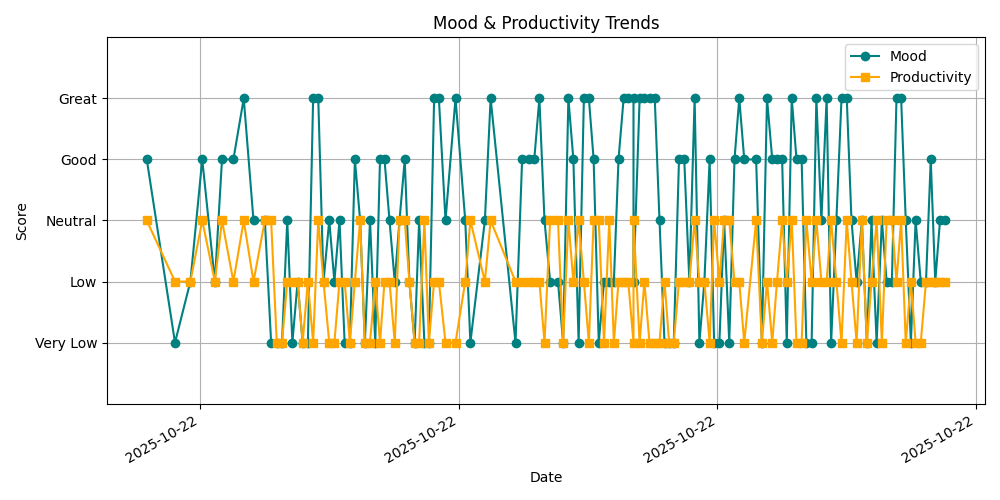 Mood & Productivity Trends
Mood
Productivity
Great
Good
Neutral
Low
Very Low
Score
2025-10-22
2025-10-22
2025-10-22
2025-10-22
Date